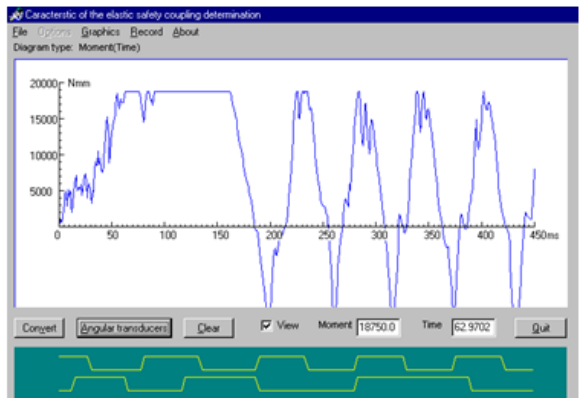 Caracterstic of the elastic safety coupling determination
File Options Graphics Record About
Diagram type: Moment(Time)
20000 Nmm
15000
10000
5000
0 50 100 150 200 250 300 350 400 450ms
Convert Angular transducers Clear View Moment 18750.0 Time 62.9702 Quit